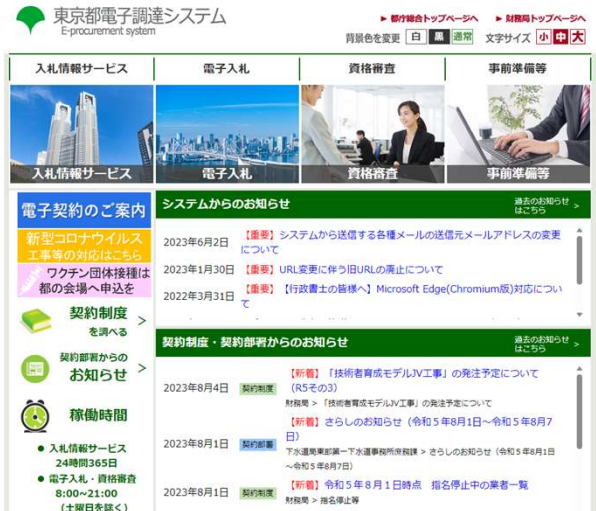 東京都電子調達システム
E-procurement system
都庁総合トップページへ
財務局トップページへ
背景色を変更 白 黒 通常 文字サイズ 小 中 大
入札情報サービス
電子入札
資格審査
事前準備等
入札情報サービス
電子入札
資格審査
事前準備等
電子契約のご案内
新型コロナウイルス
工事等の対応はこちら
ワクチン団体接種は
都の会場へ申込を
契約制度
を調べる
契約部署からの
お知らせ
稼働時間
入札情報サービス
24時間365日
電子入札・資格審査
8:00~21:00
(土曜日を除く)
システムからのお知らせ
過去のお知らせ
はこちら
2023年6月2日 【重要】システムから送信する各種メールの送信元メールアドレスの変更
について
2023年1月30日 【重要】URL変更に伴う旧URLの廃止について
2022年3月31日 【重要】【行政書士の皆様へ】Microsoft Edge(Chromium版)対応につい
て
契約制度・契約部署からのお知らせ
過去のお知らせ
はこちら
2023年8月4日 契約制度 【新着】「技術者育成モデルJV工事」の発注予定について
(R5その3)
財務局 > 「技術者育成モデルJV工事」の発注予定について
2023年8月1日 契約部署 【新着】さらしのお知らせ(令和5年8月1日~令和5年8月7
日)
下水道局東部第一下水道事務所庶務課 > さらしのお知らせ(令和5年8月1日
~令和5年8月7日)
2023年8月1日 契約制度 【新着】令和5年8月1日時点 指名停止中の業者一覧
財務局 > 指名停止等